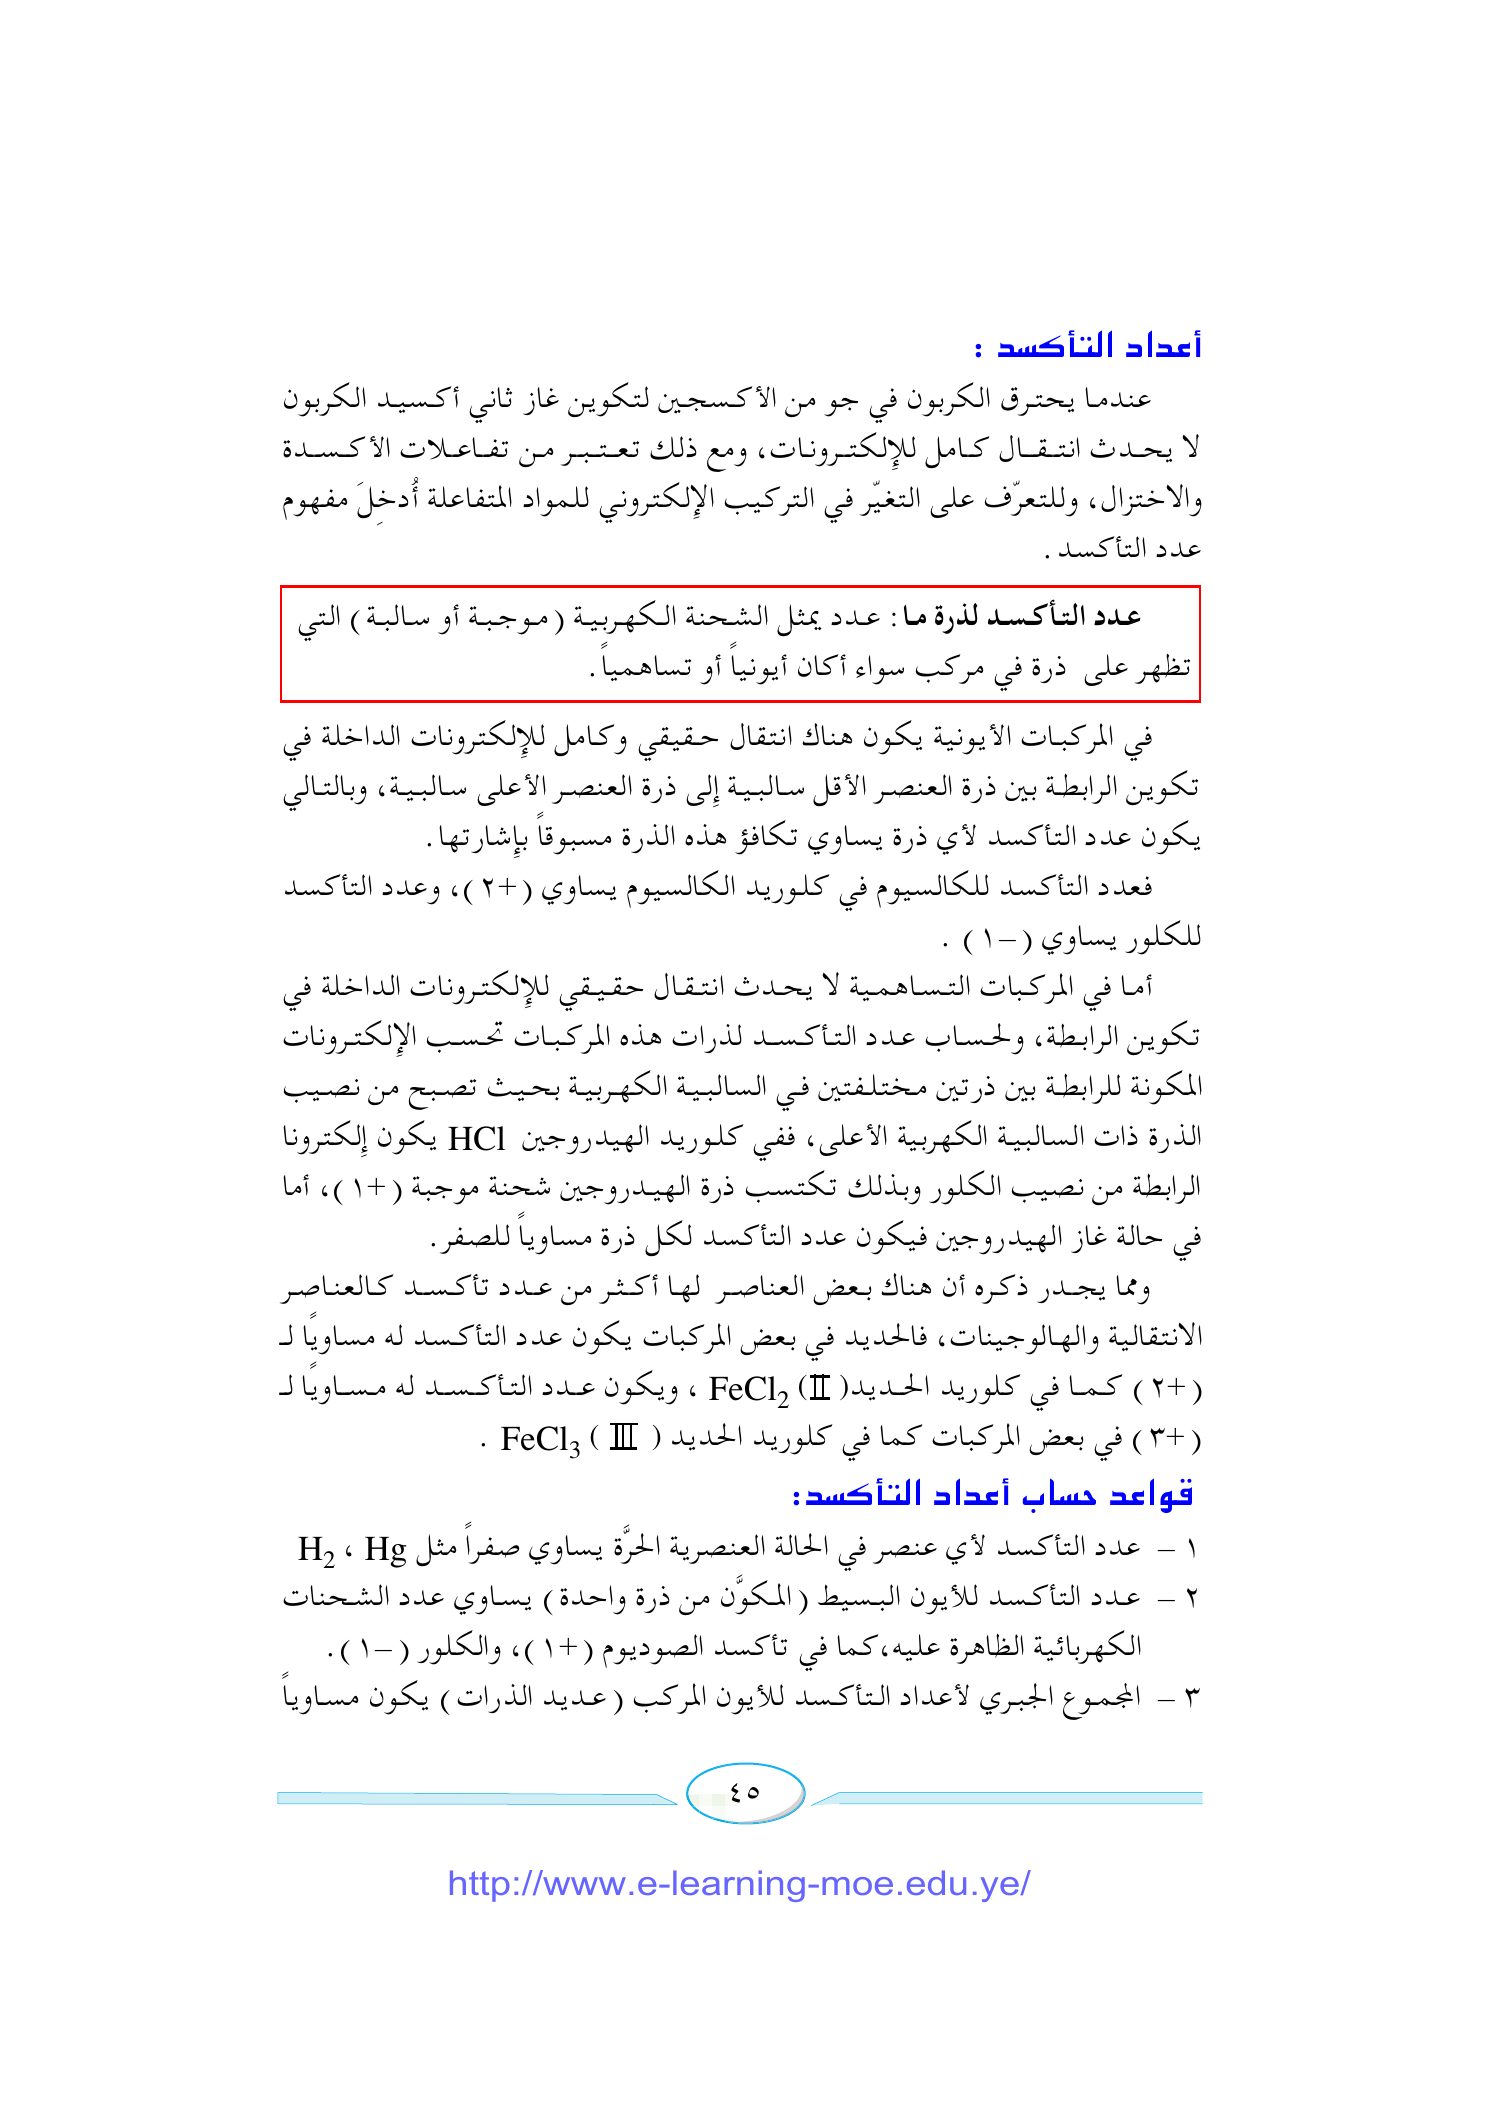 أعداد التأكسد :
عندما يحترق الكربون في جو من الأكسجين لتكوين غاز ثاني أكسيد الكربون
لا يحدث انتقال كامل للإلكترونات، ومع ذلك تعتبر من تفاعلات الأكسدة
والاختزال، وللتعرّف على التغيّر في التركيب الإلكتروني للمواد المتفاعلة أُدخِلَ مفهوم
عدد التأكسد .
عدد التأكسد لذرة ما : عدد يمثل الشحنة الكهربية ( موجبة أو سالبة ) التي
تظهر على ذرة في مركب سواء أكان أيونياً أو تساهمياً .
في المركبات الأيونية يكون هناك انتقال حقيقي وكامل للإلكترونات الداخلة في
تكوين الرابطة بين ذرة العنصر الأقل سالبية إلى ذرة العنصر الأعلى سالبية، وبالتالي
يكون عدد التأكسد لأي ذرة يساوي تكافؤ هذه الذرة مسبوقاً بإشارتها .
فعدد التأكسد للكالسيوم في كلوريد الكالسيوم يساوي ( +٢ )، وعدد التأكسد
للكلور يساوي ( –١ ) .
أما في المركبات التساهمية لا يحدث انتقال حقيقي للإلكترونات الداخلة في
تكوين الرابطة، ولحساب عدد التأكسد لذرات هذه المركبات تحسب الإلكترونات
المكونة للرابطة بين ذرتين مختلفتين في السالبية الكهربية بحيث تصبح من نصيب
الذرة ذات السالبية الكهربية الأعلى، ففي كلوريد الهيدروجين HCl يكون إلكترونا
الرابطة من نصيب الكلور وبذلك تكتسب ذرة الهيدروجين شحنة موجبة ( +١ )، أما
في حالة غاز الهيدروجين فيكون عدد التأكسد لكل ذرة مساوياً للصفر .
ومما يجدر ذكره أن هناك بعض العناصر لها أكثر من عدد تأكسد كالعناصر
الانتقالية والهالوجينات، فالحديد في بعض المركبات يكون عدد التأكسد له مساويًا لـ
( +٢ ) كما في كلوريد الحديد( II ) FeCl₂ ، ويكون عدد التأكسد له مساويًا لـ
( +٣ ) في بعض المركبات كما في كلوريد الحديد ( III ) FeCl₃ .
قواعد حساب أعداد التأكسد:
١ – عدد التأكسد لأي عنصر في الحالة العنصرية الحرَّة يساوي صفراً مثل H₂ ، Hg
٢ – عدد التأكسد للأيون البسيط ( المكوَّن من ذرة واحدة ) يساوي عدد الشحنات
الكهربائية الظاهرة عليه،كما في تأكسد الصوديوم ( +١ )، والكلور ( –١ ) .
٣ – المجموع الجبري لأعداد التأكسد للأيون المركب ( عديد الذرات ) يكون مساوياً
٤٥
http://www.e-learning-moe.edu.ye/